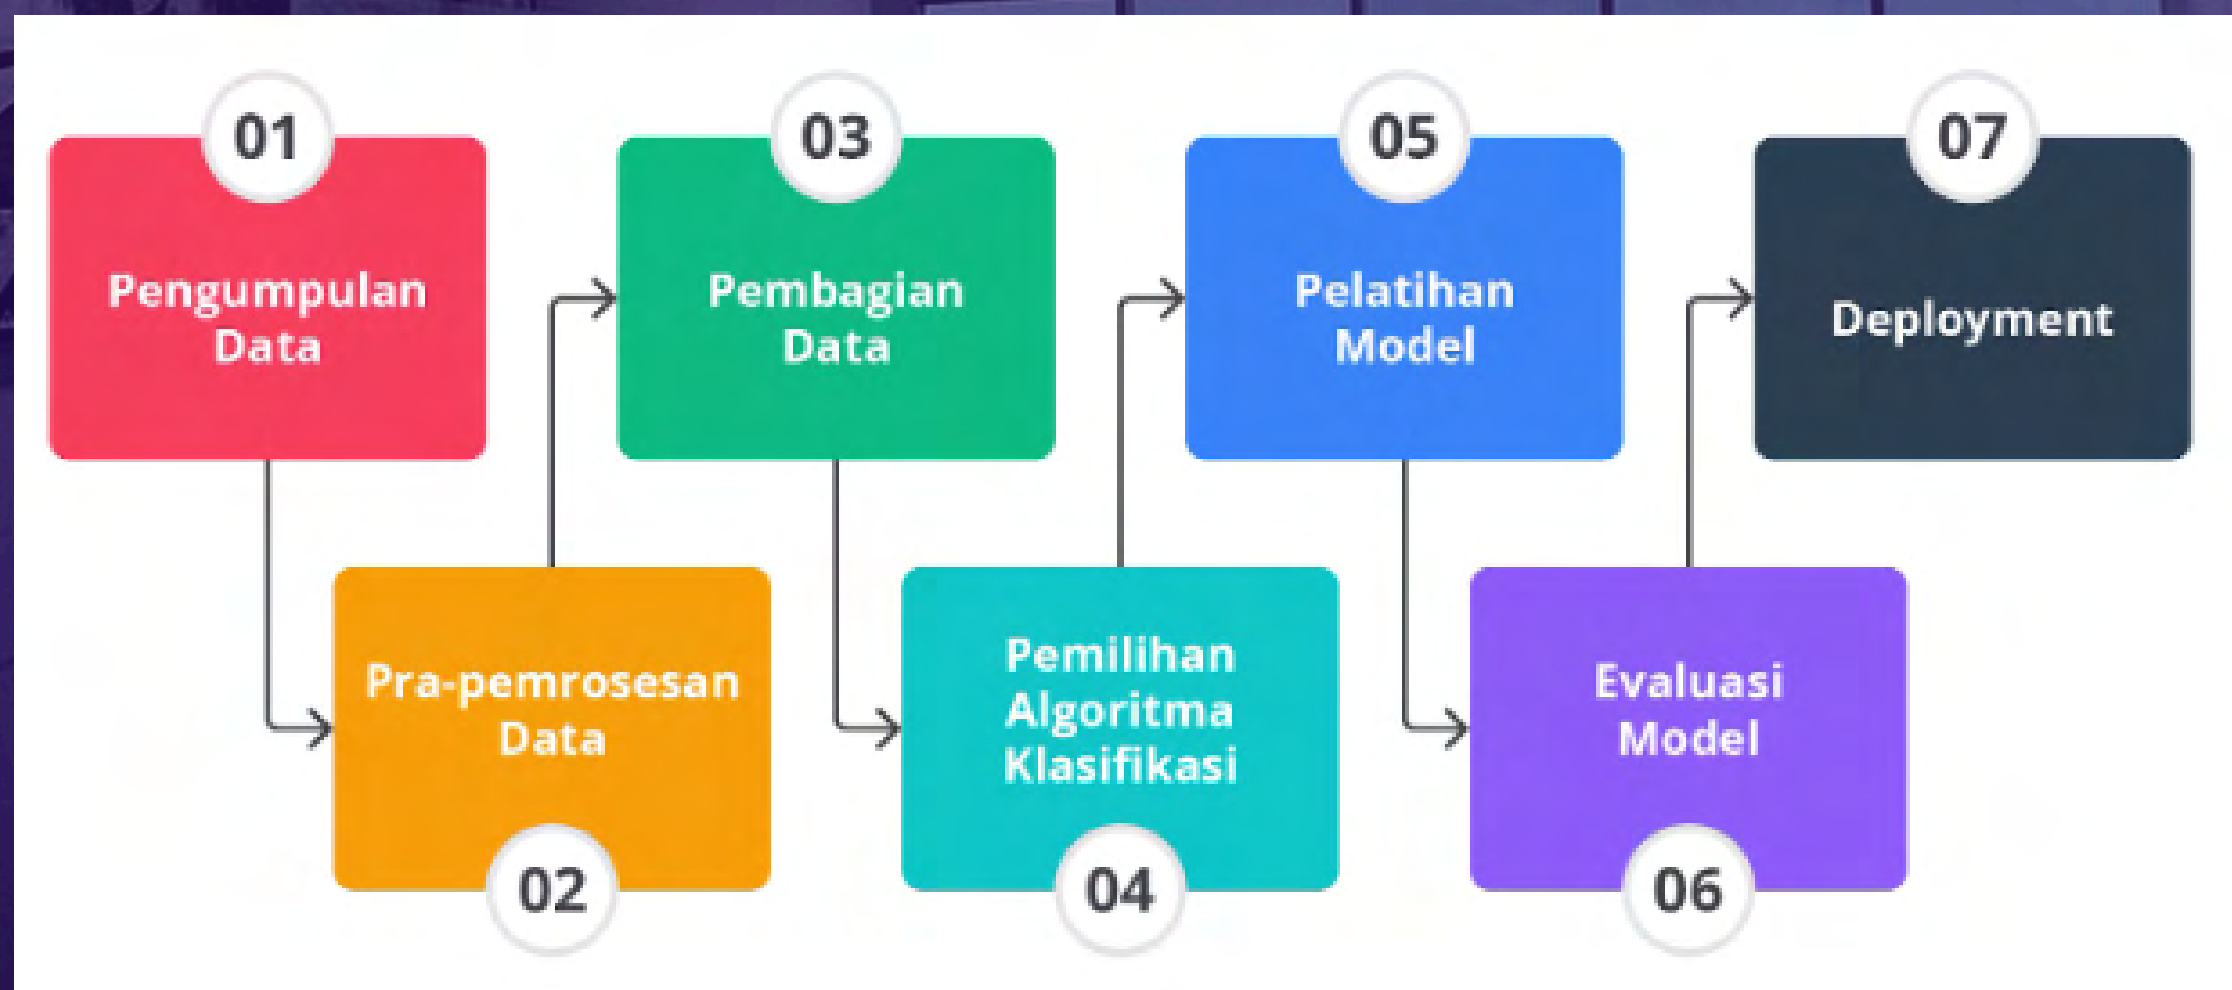 01
Pengumpulan
Data
02
Pra-pemrosesan
Data
03
Pembagian
Data
04
Pemilihan
Algoritma
Klasifikasi
05
Pelatihan
Model
06
Evaluasi
Model
07
Deployment